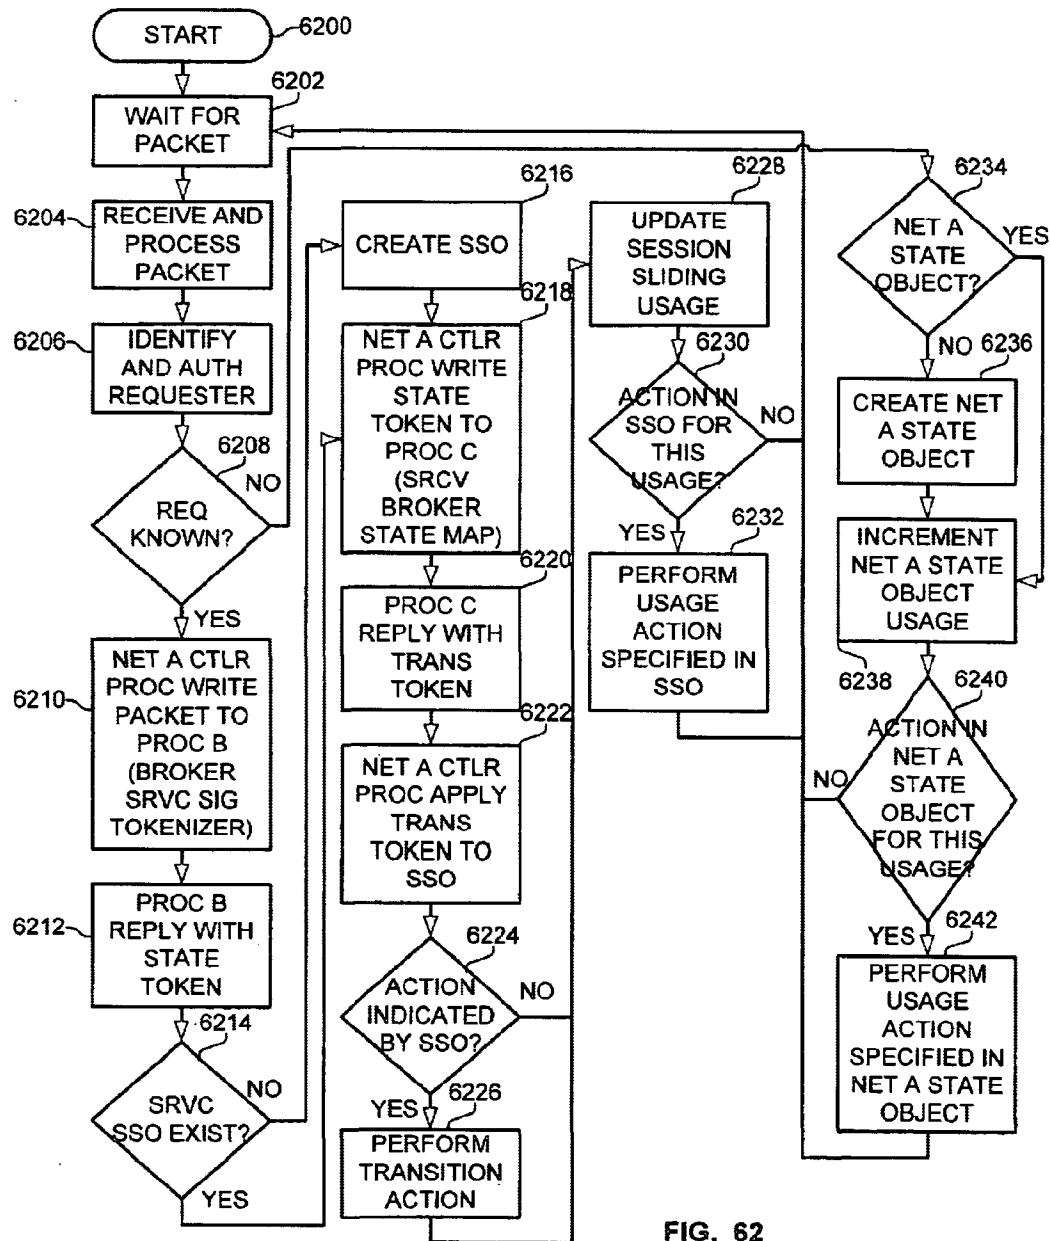 START
6200
6202
WAIT FOR
PACKET
6204
RECEIVE AND
PROCESS
PACKET
6206
IDENTIFY
AND AUTH
REQUESTER
6208
NO
REQ
KNOWN?
YES
6210
NET A CTLR
PROC WRITE
PACKET TO
PROC B
(BROKER
SRVC SIG
TOKENIZER)
6212
PROC B
REPLY WITH
STATE
TOKEN
6214
NO
SRVC
SSO EXIST?
YES
6216
CREATE SSO
6218
NET A CTLR
PROC WRITE
STATE
TOKEN TO
PROC C
(SRCV
BROKER
STATE MAP)
6220
PROC C
REPLY WITH
TRANS
TOKEN
6222
NET A CTLR
PROC APPLY
TRANS
TOKEN TO
SSO
6224
ACTION
INDICATED
BY SSO?
NO
YES
6226
PERFORM
TRANSITION
ACTION
6228
UPDATE
SESSION
SLIDING
USAGE
6230
ACTION IN
SSO FOR
THIS
USAGE?
NO
YES
6232
PERFORM
USAGE
ACTION
SPECIFIED IN
SSO
6234
NET A
STATE
OBJECT?
YES
NO
6236
CREATE NET
A STATE
OBJECT
INCREMENT
NET A STATE
OBJECT
USAGE
6238
6240
ACTION IN
NET A
STATE
OBJECT
FOR THIS
USAGE?
NO
YES
6242
PERFORM
USAGE
ACTION
SPECIFIED IN
NET A STATE
OBJECT
FIG. 62